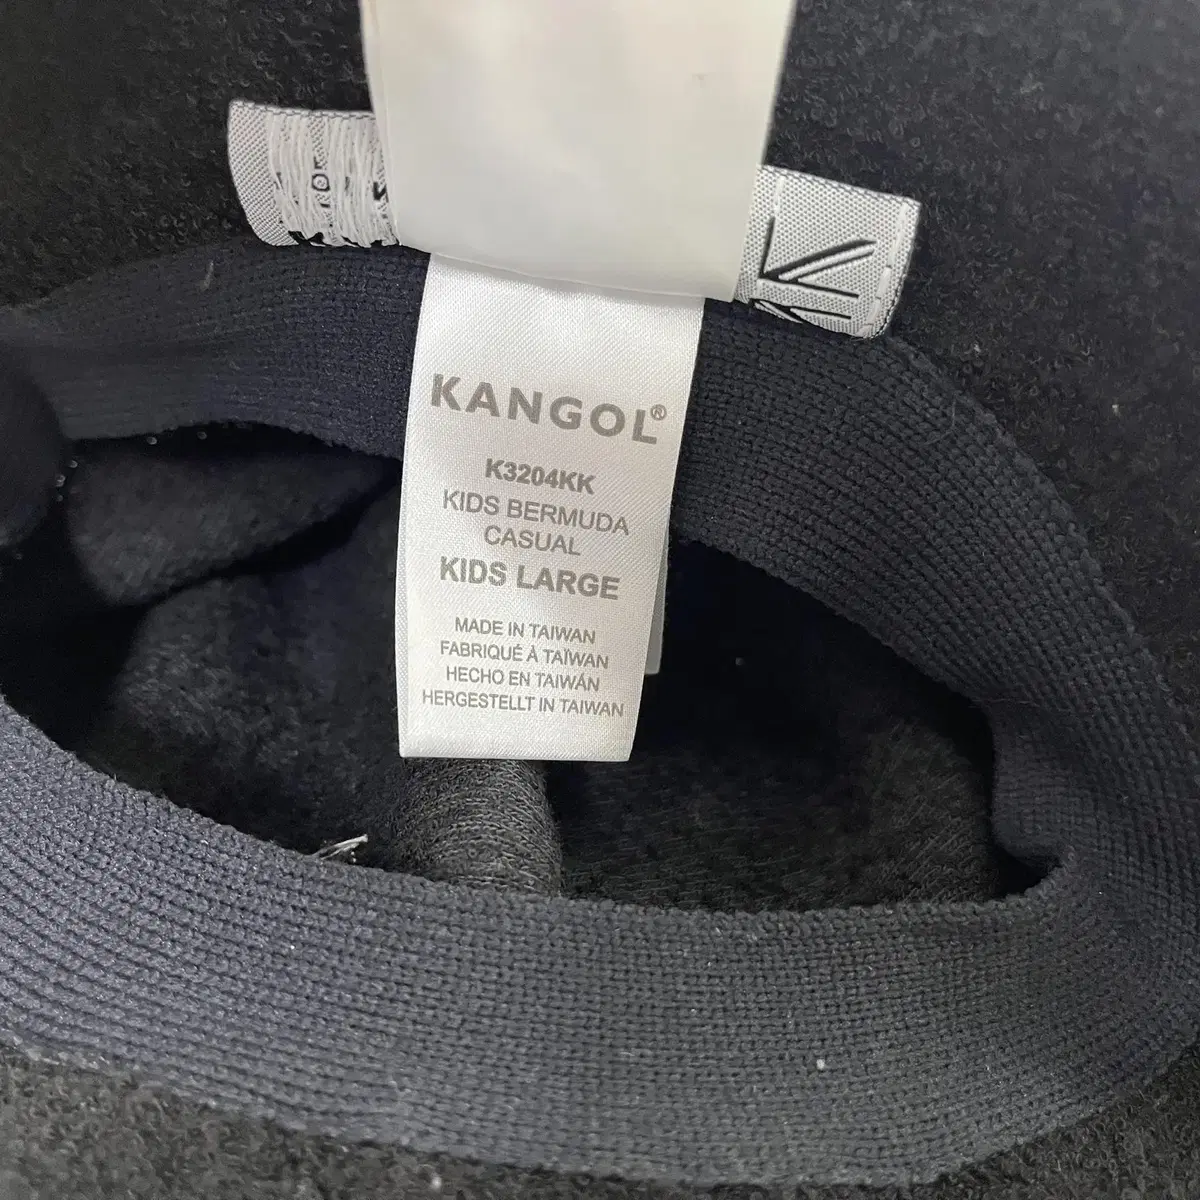 KANGOL®
K3204KK
KIDS BERMUDA
CASUAL
KIDS LARGE
MADE IN TAIWAN
FABRIQUÉ À TAÏWAN
HECHO EN TAIWÁN
HERGESTELLT IN TAIWAN